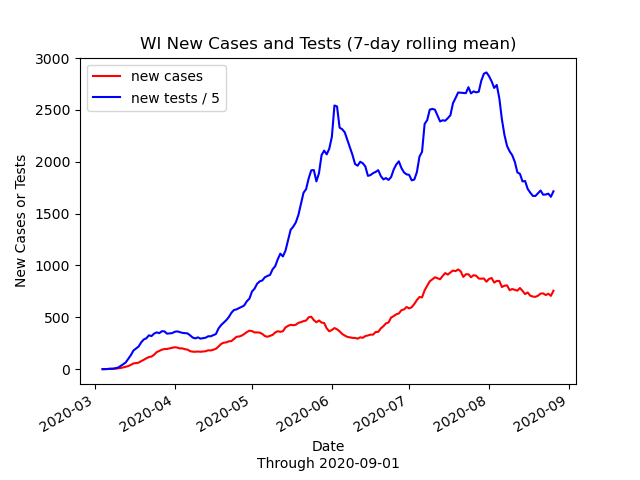 WI New Cases and Tests (7-day rolling mean)
new cases
new tests / 5
3000
2500
2000
1500
1000
500
0
New Cases or Tests
2020-03
2020-04
2020-05
2020-06
2020-07
2020-08
2020-09
Date
Through 2020-09-01